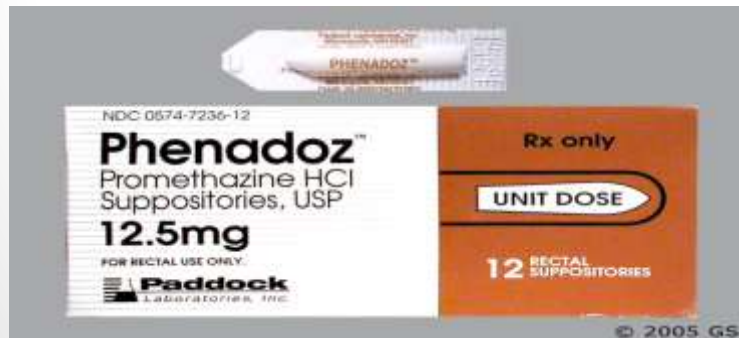 PHENADOZ™
NDC 0574-7236-12
Phenadoz™
Promethazine HCl
Suppositories, USP
12.5mg
FOR RECTAL USE ONLY.
Paddock
Laboratories, Inc.
Rx only
UNIT DOSE
12 RECTAL
SUPPOSITORIES
© 2005 GS